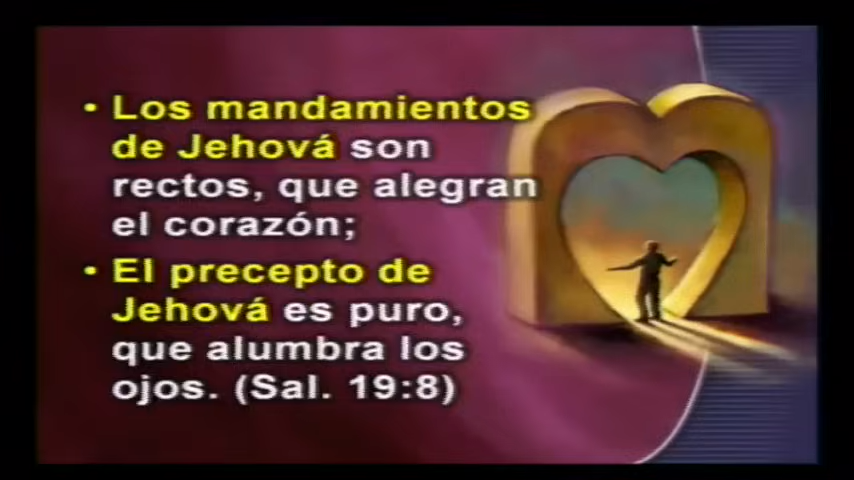 • Los mandamientos
de Jehová son
rectos, que alegran
el corazón;
• El precepto de
Jehová es puro,
que alumbra los
ojos. (Sal. 19:8)